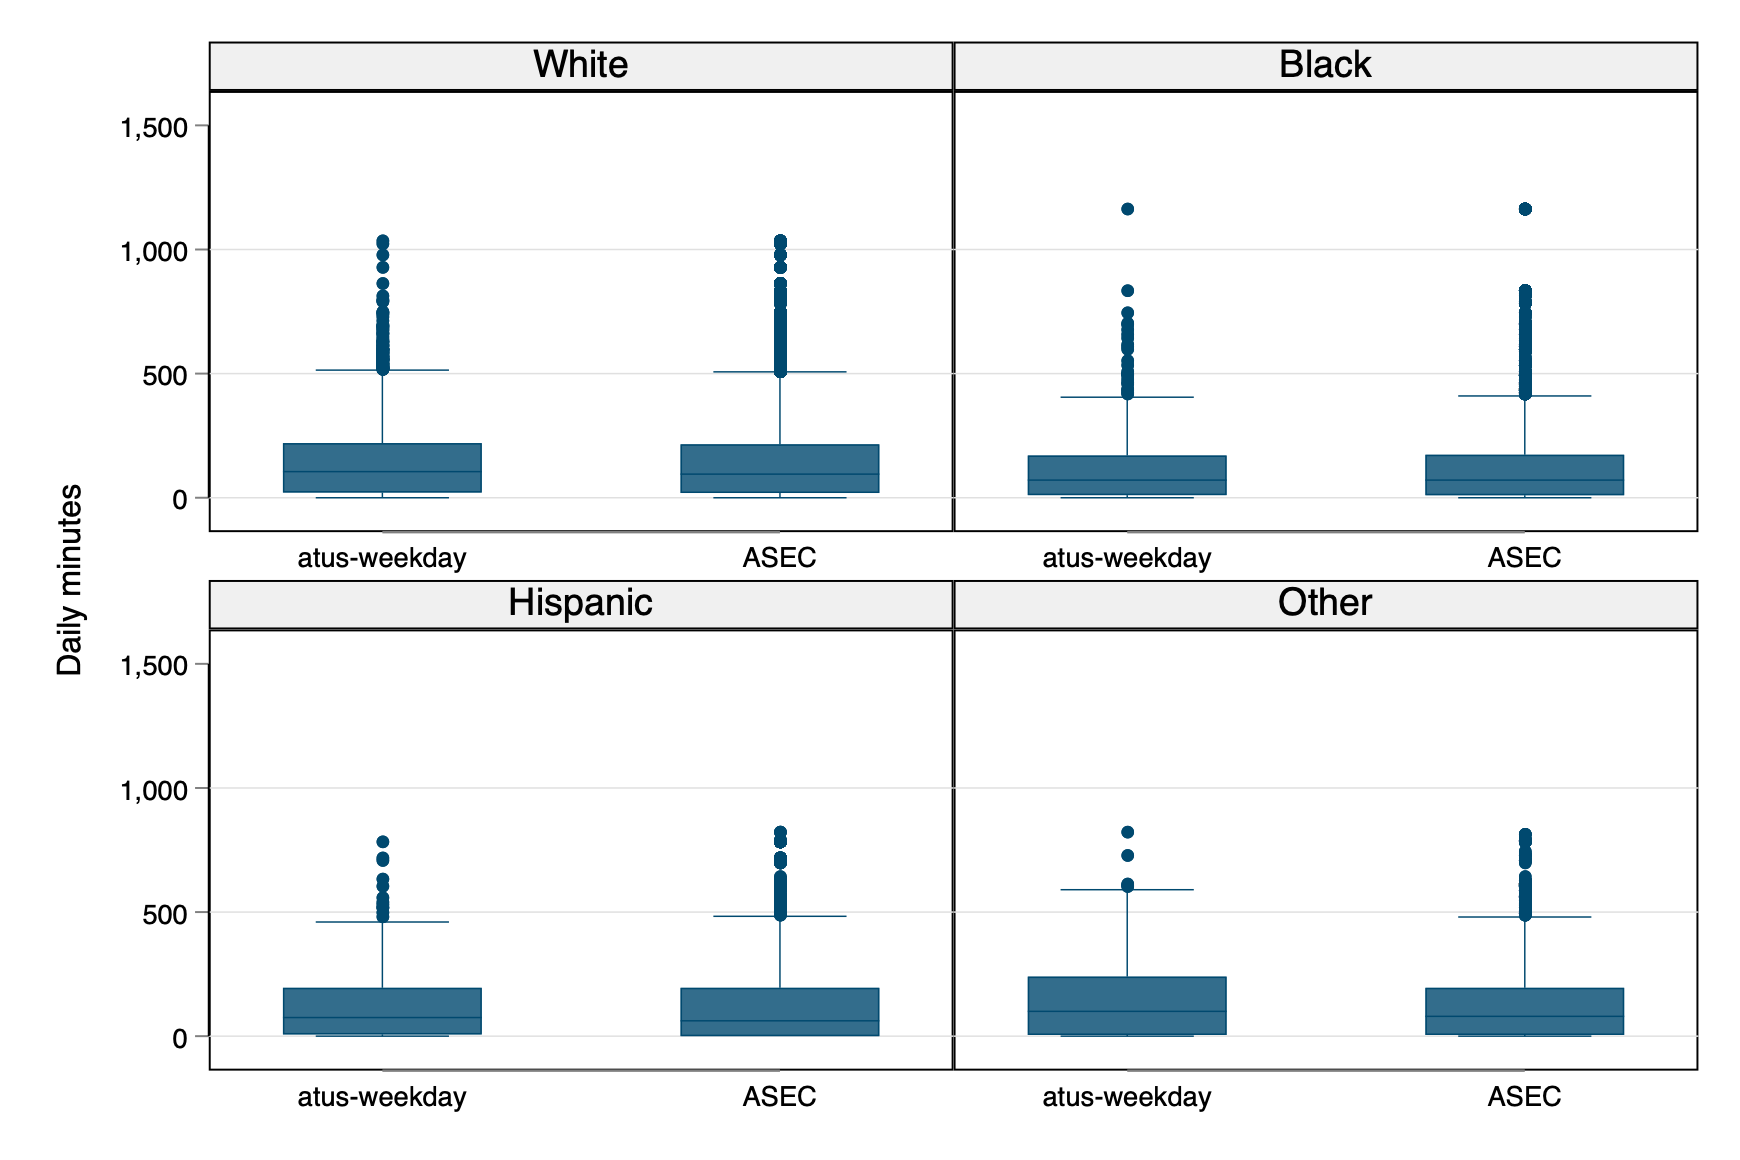 Daily minutes
White
Black
1,500
1,000
500
0
atus-weekday
ASEC
atus-weekday
ASEC
Hispanic
Other
1,500
1,000
500
0
atus-weekday
ASEC
atus-weekday
ASEC